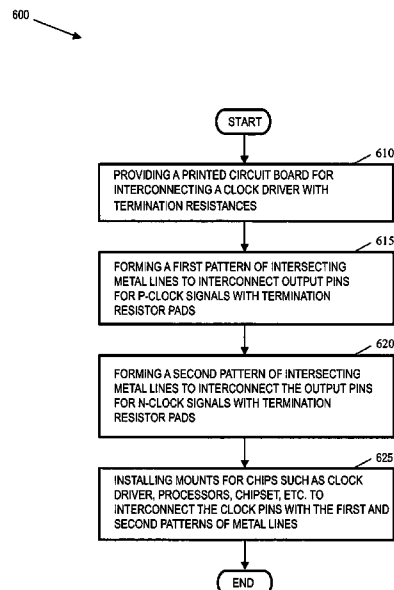 600
START
610
PROVIDING A PRINTED CIRCUIT BOARD FOR
INTERCONNECTING A CLOCK DRIVER WITH
TERMINATION RESISTANCES
615
FORMING A FIRST PATTERN OF INTERSECTING
METAL LINES TO INTERCONNECT OUTPUT PINS
FOR P-CLOCK SIGNALS WITH TERMINATION
RESISTOR PADS
620
FORMING A SECOND PATTERN OF INTERSECTING
METAL LINES TO INTERCONNECT THE OUTPUT PINS
FOR N-CLOCK SIGNALS WITH TERMINATION
RESISTOR PADS
625
INSTALLING MOUNTS FOR CHIPS SUCH AS CLOCK
DRIVER, PROCESSORS, CHIPSET, ETC. TO
INTERCONNECT THE CLOCK PINS WITH THE FIRST AND
SECOND PATTERNS OF METAL LINES
END